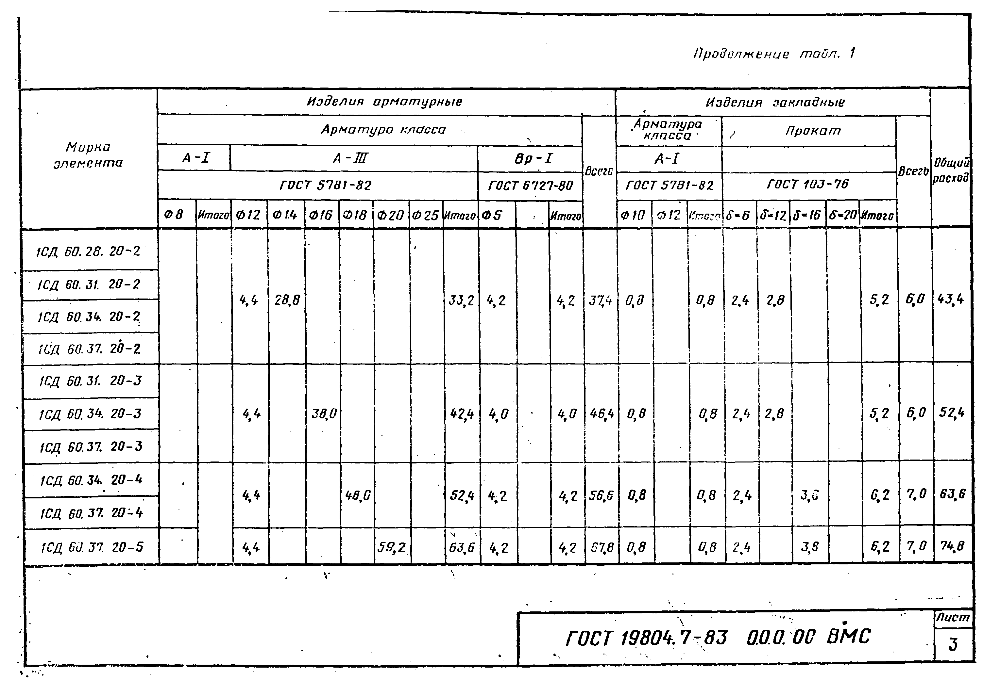 Продолжение табл. 1
Марка элемента
Изделия арматурные
Изделия закладные
Общий расход
Арматура класса
Всего
Арматура класса
Прокат
Всего
А-I
А-III
Вр-I
А-I
ГОСТ 5781-82
ГОСТ 6727-80
ГОСТ 5781-82
ГОСТ 103-76
Ф8 Итого Ф12 Ф14 Ф16 Ф18 Ф20 Ф25 Итого Ф5 Итого Ф10 Ф12 Итого δ=6 δ=12 δ=16 δ=20 Итого
1СД 60.28. 20-2
1СД 60.31. 20-2
1СД 60.34. 20-2
1СД 60.37. 20-2
4,4 28,8 33,2 4,2 4,2 37,4 0,8 0,8 2,4 2,8 5,2 6,0 43,4
1СД 60.31. 20-3
1СД 60.34. 20-3
1СД 60.37. 20-3
4,4 38,0 42,4 4,0 4,0 46,4 0,8 0,8 2,4 2,8 5,2 6,0 52,4
1СД 60.34. 20-4
1СД 60.37. 20-4
4,4 48,0 52,4 4,2 4,2 56,6 0,8 0,8 2,4 3,8 6,2 7,0 63,6
1СД 60.37. 20-5 4,4 59,2 63,6 4,2 4,2 67,8 0,8 0,8 2,4 3,8 6,2 7,0 74,8
ГОСТ 19804.7-83 0.0.0.00 ВМС
Лист
3